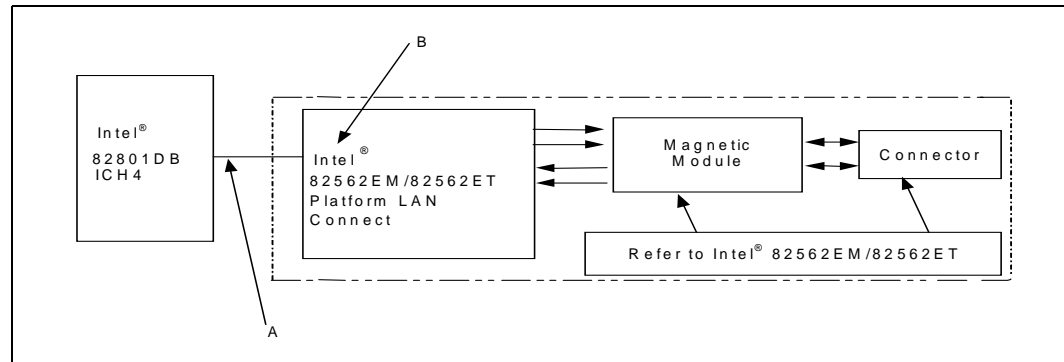 B
Intel®
82801DB
ICH4
Intel®
82562EM/82562ET
Platform LAN
Connect
Magnetic
Module
Connector
Refer to Intel® 82562EM/82562ET
A